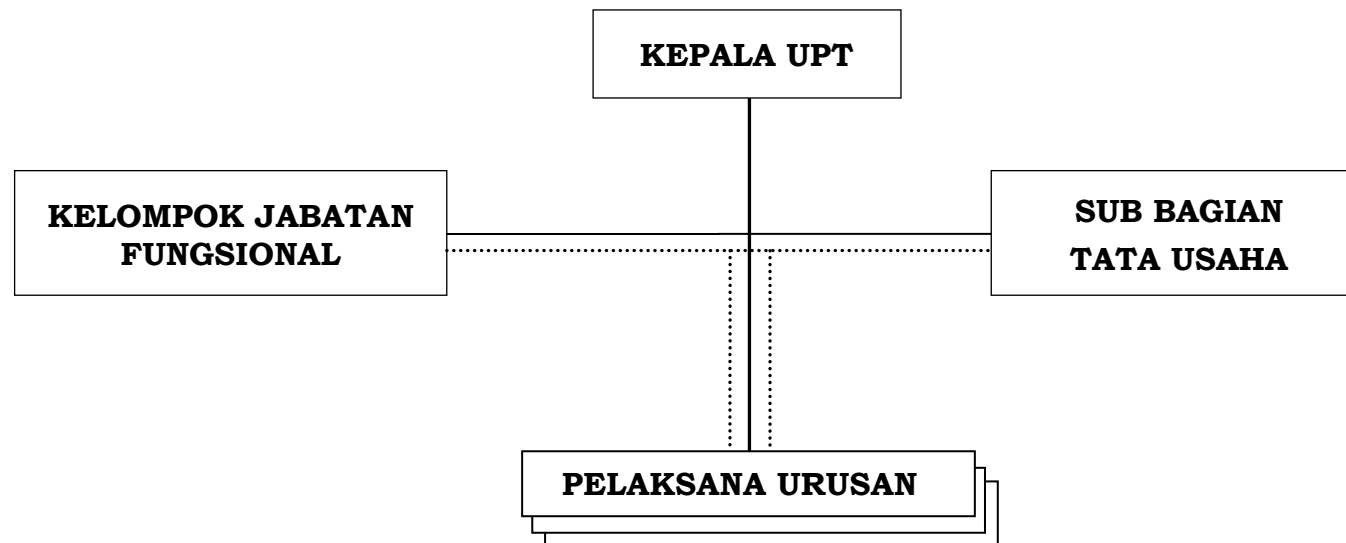 KEPALA UPT
KELOMPOK JABATAN
FUNGSIONAL
SUB BAGIAN
TATA USAHA
PELAKSANA URUSAN